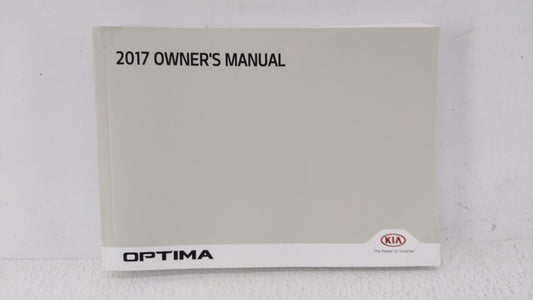 2017 OWNER'S MANUAL
KIA
The Power to Surprise
OPTIMA